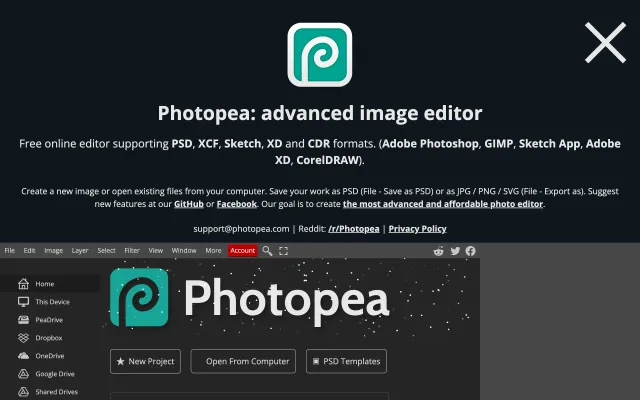 Photopea: advanced image editor
Free online editor supporting PSD, XCF, Sketch, XD and CDR formats. (Adobe Photoshop, GIMP, Sketch App, Adobe
XD, CorelDRAW).
Create a new image or open existing files from your computer. Save your work as PSD (File - Save as PSD) or as JPG / PNG / SVG (File - Export as). Suggest
new features at our GitHub or Facebook. Our goal is to create the most advanced and affordable photo editor.
support@photopea.com | Reddit: /r/Photopea | Privacy Policy
File Edit Image Layer Select Filter View Window More Account
Home
This Device
PeaDrive
Dropbox
OneDrive
Google Drive
Shared Drives
Photopea
New Project Open From Computer PSD Templates